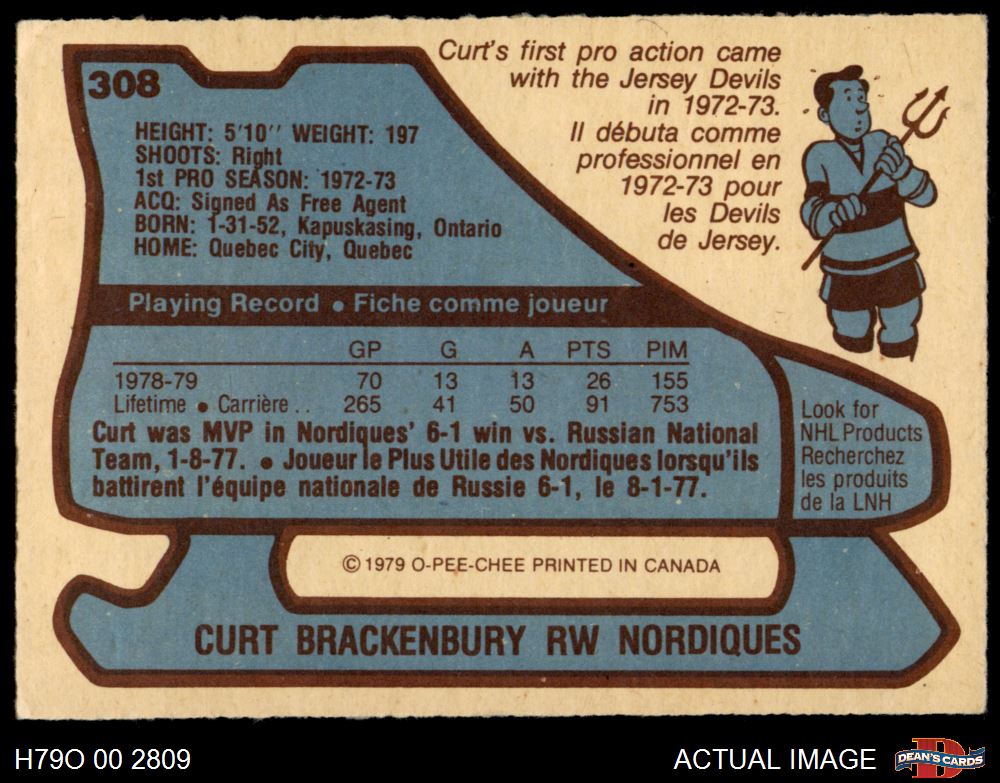 308
Curt's first pro action came
with the Jersey Devils
in 1972-73.
Il débuta comme
professionnel en
1972-73 pour
les Devils
de Jersey.
HEIGHT: 5'10'' WEIGHT: 197
SHOOTS: Right
1st PRO SEASON: 1972-73
ACQ: Signed As Free Agent
BORN: 1-31-52, Kapuskasing, Ontario
HOME: Quebec City, Quebec
Playing Record • Fiche comme joueur
GP G A PTS PIM
1978-79 70 13 13 26 155
Lifetime • Carrière .. 265 41 50 91 753
Curt was MVP in Nordiques' 6-1 win vs. Russian National
Team, 1-8-77. • Joueur le Plus Utile des Nordiques lorsqu'ils
battirent l'équipe nationale de Russie 6-1, le 8-1-77.
Look for
NHL Products
Recherchez
les produits
de la LNH
© 1979 O-PEE-CHEE PRINTED IN CANADA
CURT BRACKENBURY RW NORDIQUES
H79O 00 2809
ACTUAL IMAGE
D
DEAN'S CARDS